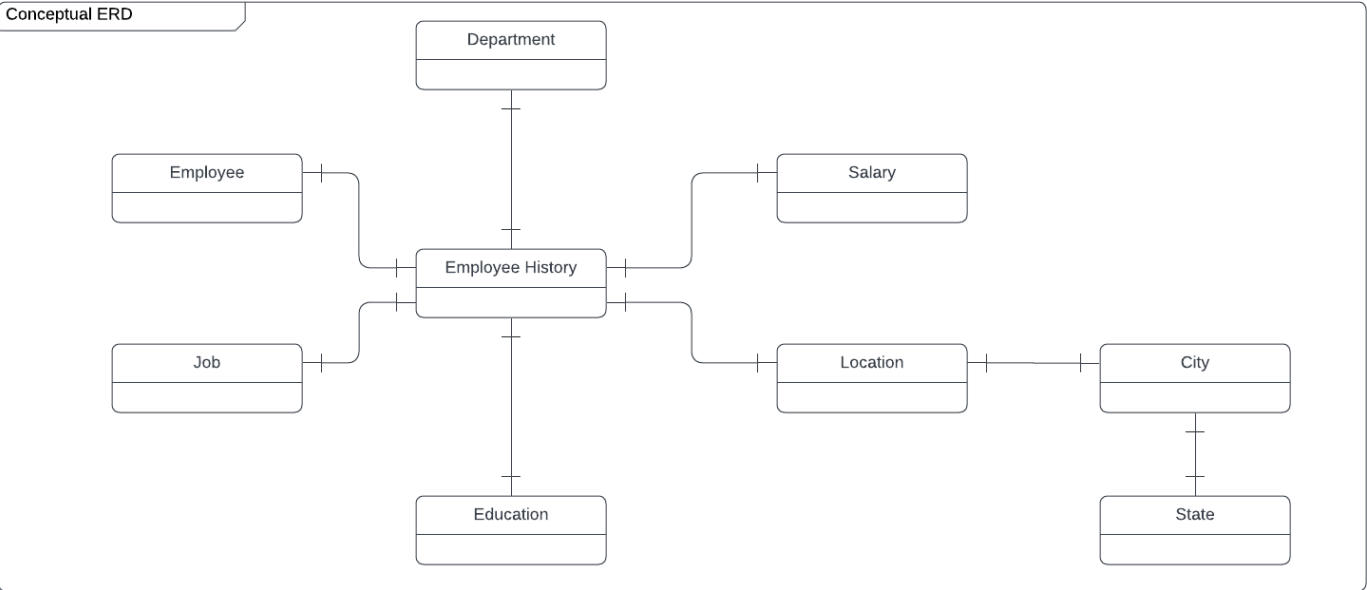 Conceptual ERD
Department
Employee
Salary
Employee History
Job
Location
City
Education
State